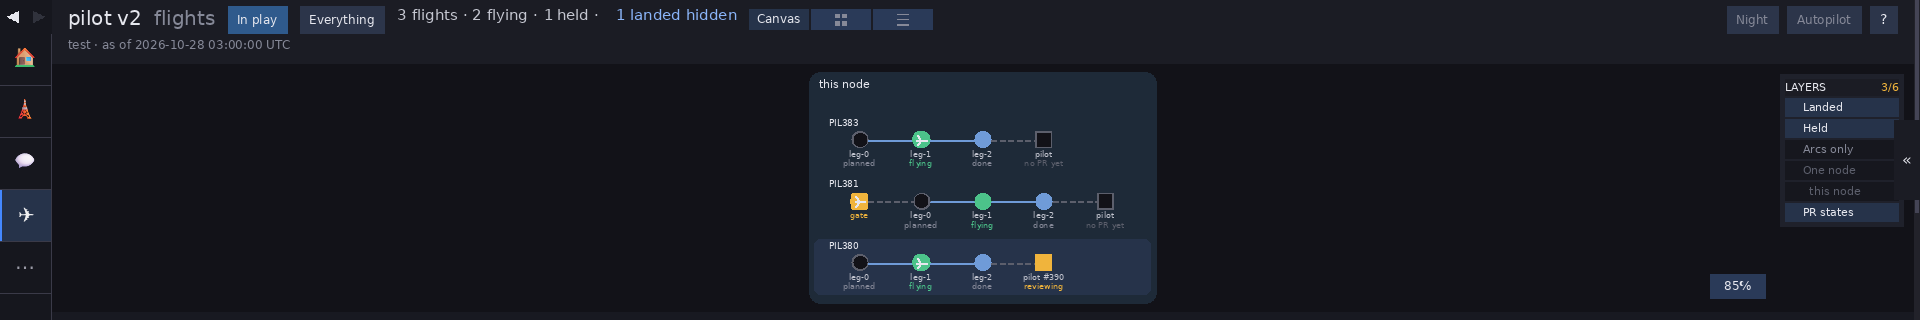 pilot v2 flights In play Everything 3 flights · 2 flying · 1 held · 1 landed hidden Canvas Night Autopilot ?
test · as of 2026-10-28 03:00:00 UTC
this node
PIL383
leg-0 leg-1 leg-2 pilot
planned flying done no PR yet
PIL381
gate leg-0 leg-1 leg-2 pilot
planned flying done no PR yet
PIL380
leg-0 leg-1 leg-2 pilot #390
planned flying done reviewing
LAYERS 3/6
Landed
Held
Arcs only
One node
this node
PR states
«
85%